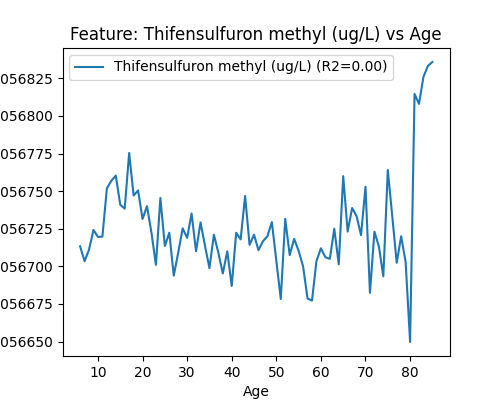 Feature: Thifensulfuron methyl (ug/L) vs Age
Thifensulfuron methyl (ug/L) (R2=0.00)
056825
056800
056775
056750
056725
056700
056675
056650
10 20 30 40 50 60 70 80
Age